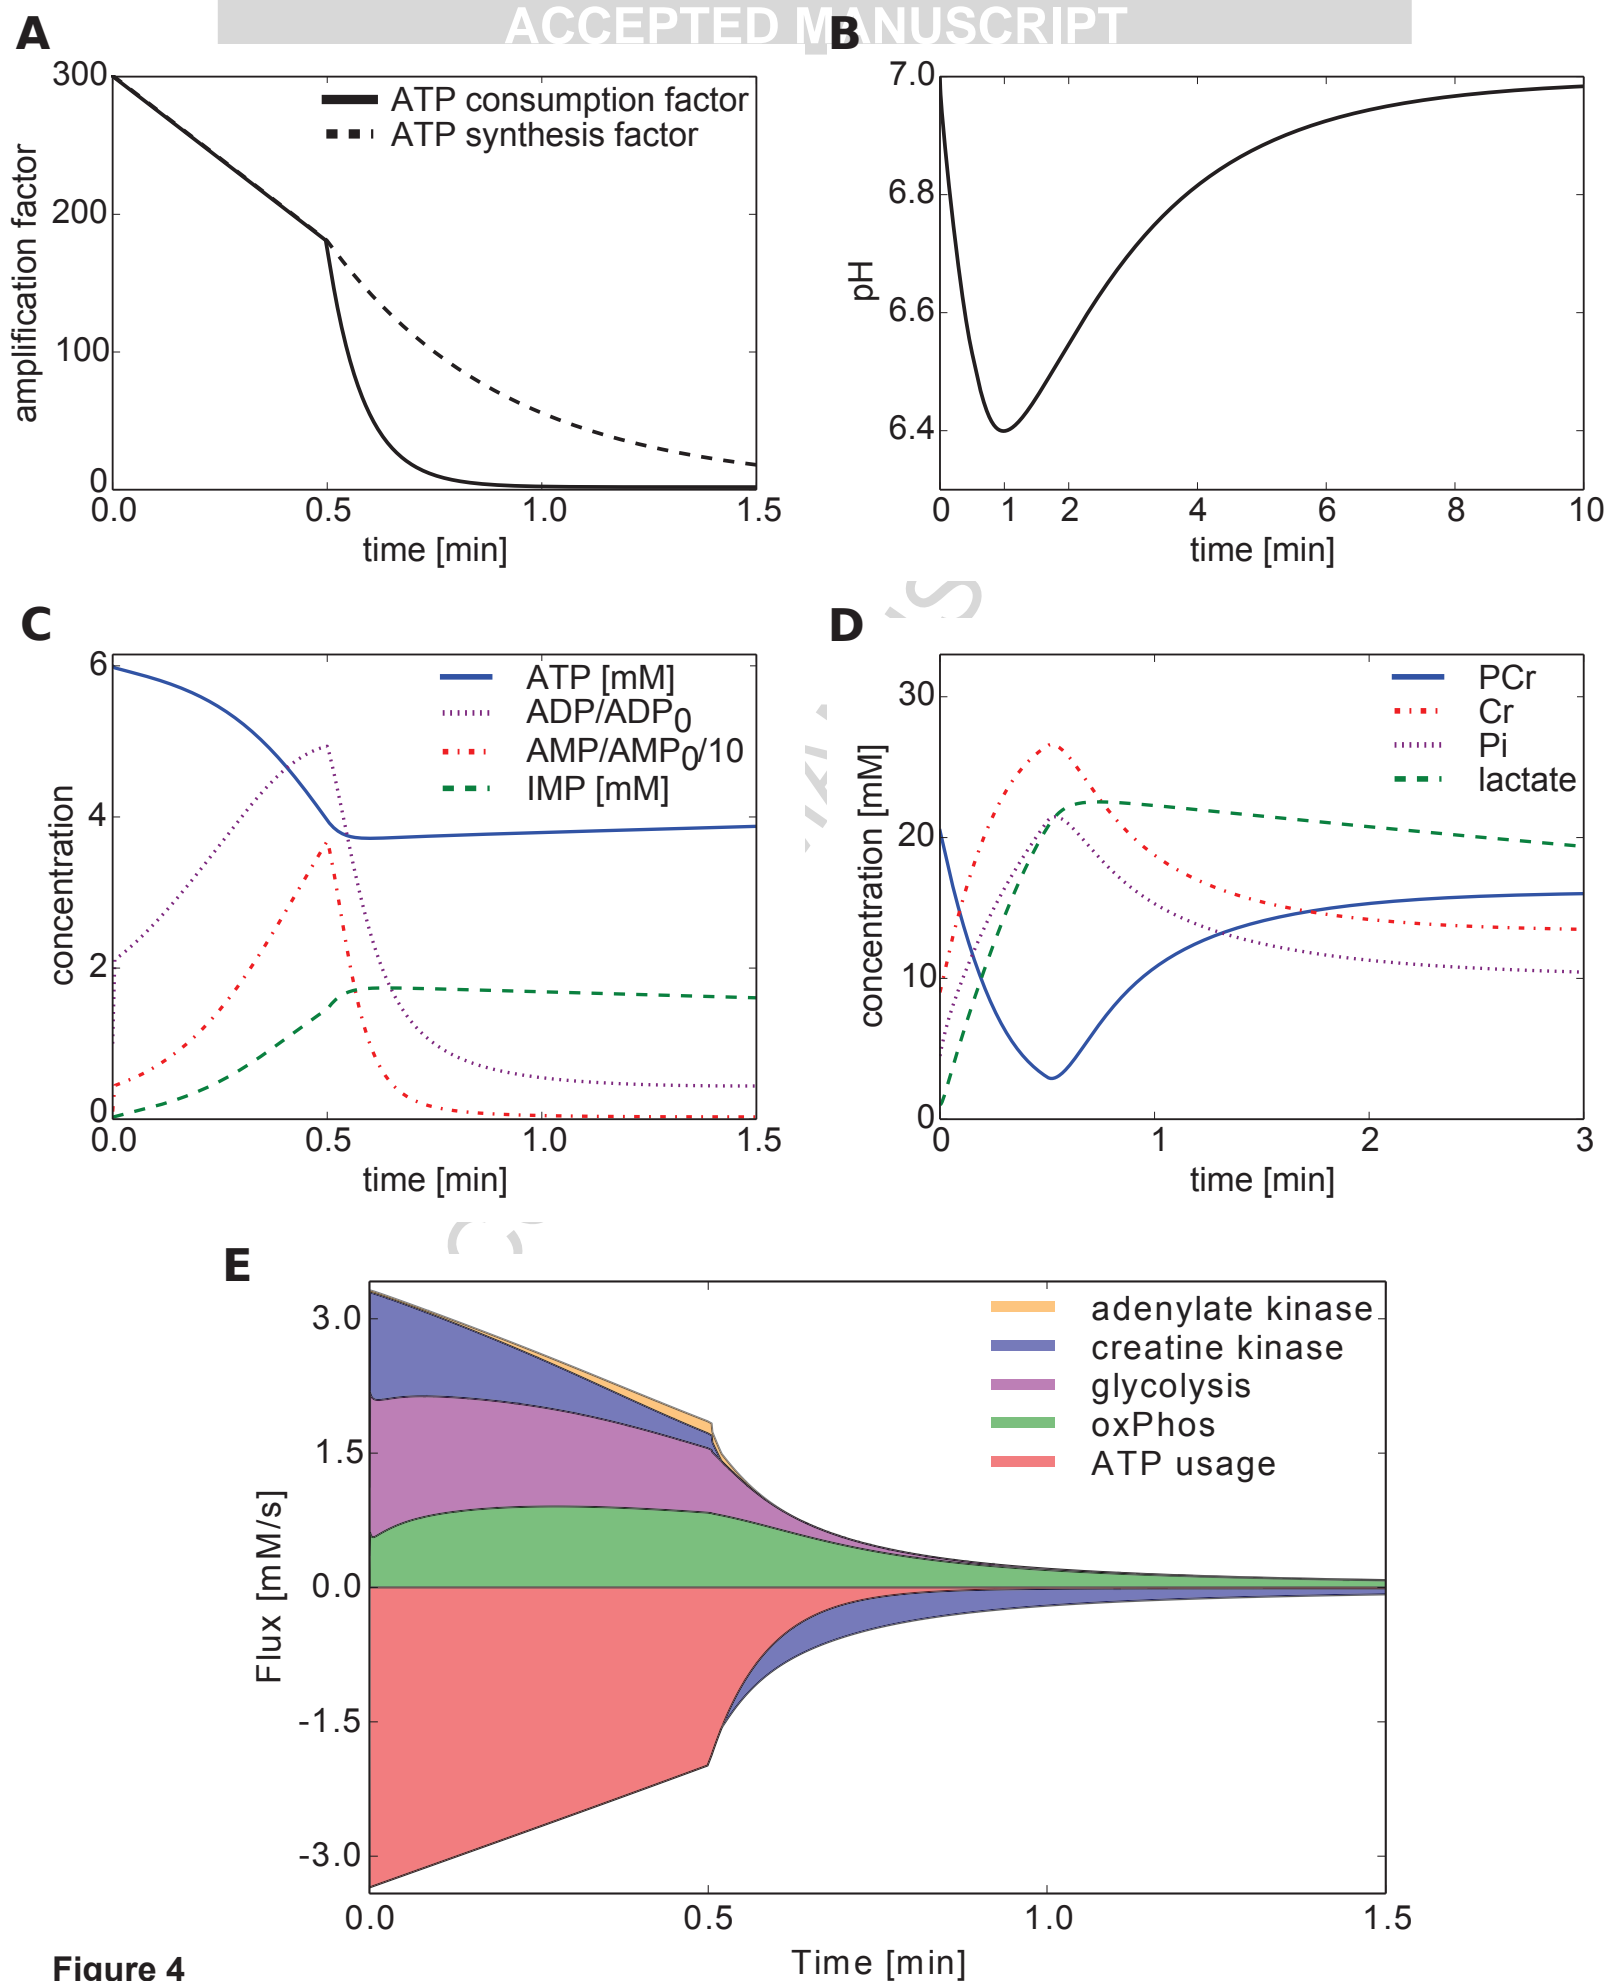 ACCEPTED MANUSCRIPT
A
300
200
100
0
0.0 0.5 1.0 1.5
amplification factor
time [min]
ATP consumption factor
ATP synthesis factor
B
7.0
6.8
6.6
6.4
0 1 2 4 6 8 10
pH
time [min]
C
6
4
2
0
0.0 0.5 1.0 1.5
concentration
time [min]
ATP [mM]
ADP/ADP0
AMP/AMP0/10
IMP [mM]
D
30
20
10
0
0 1 2 3
concentration [mM]
time [min]
PCr
Cr
Pi
lactate
E
3.0
1.5
0.0
-1.5
-3.0
0.0 0.5 1.0 1.5
Flux [mM/s]
Time [min]
adenylate kinase
creatine kinase
glycolysis
oxPhos
ATP usage
Figure 4